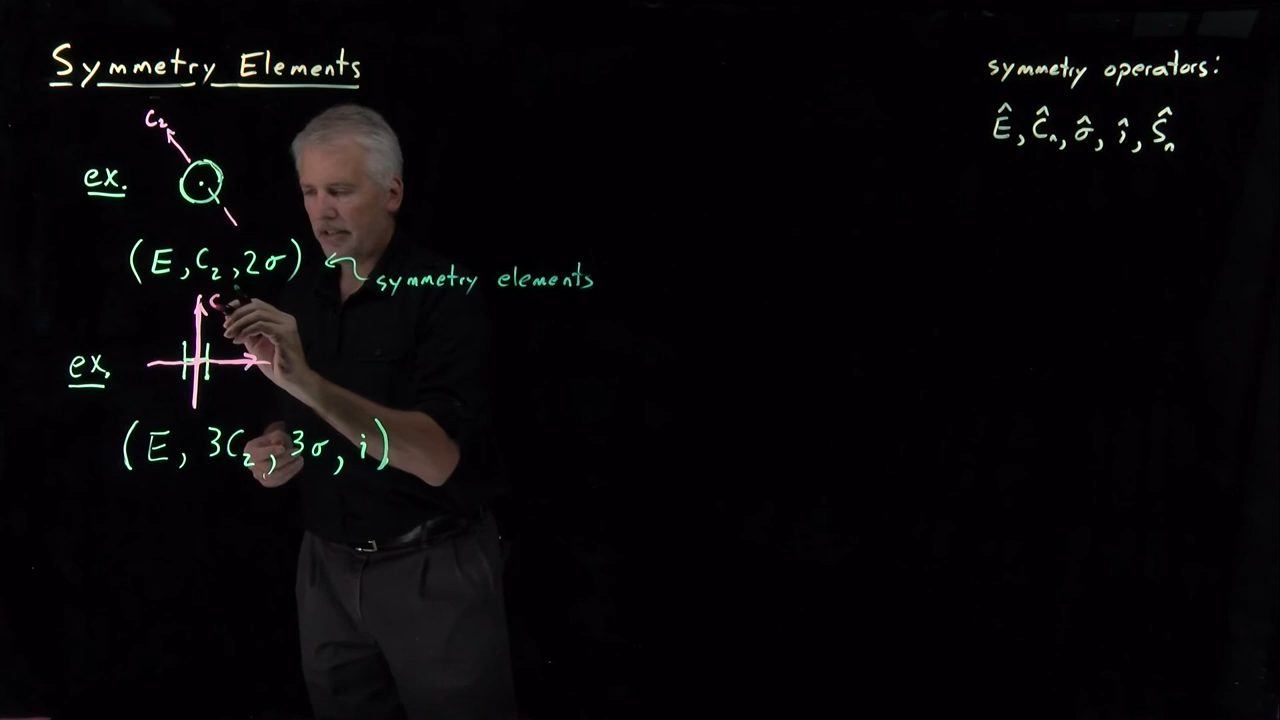 Symmetry Elements
symmetry operators:
Ê, Ĉₙ, σ̂, î, Ŝₙ
C₂
ex.
(E, C₂, 2σ)
symmetry elements
C
ex.
H
(E, 3C₂, 3σ, i)